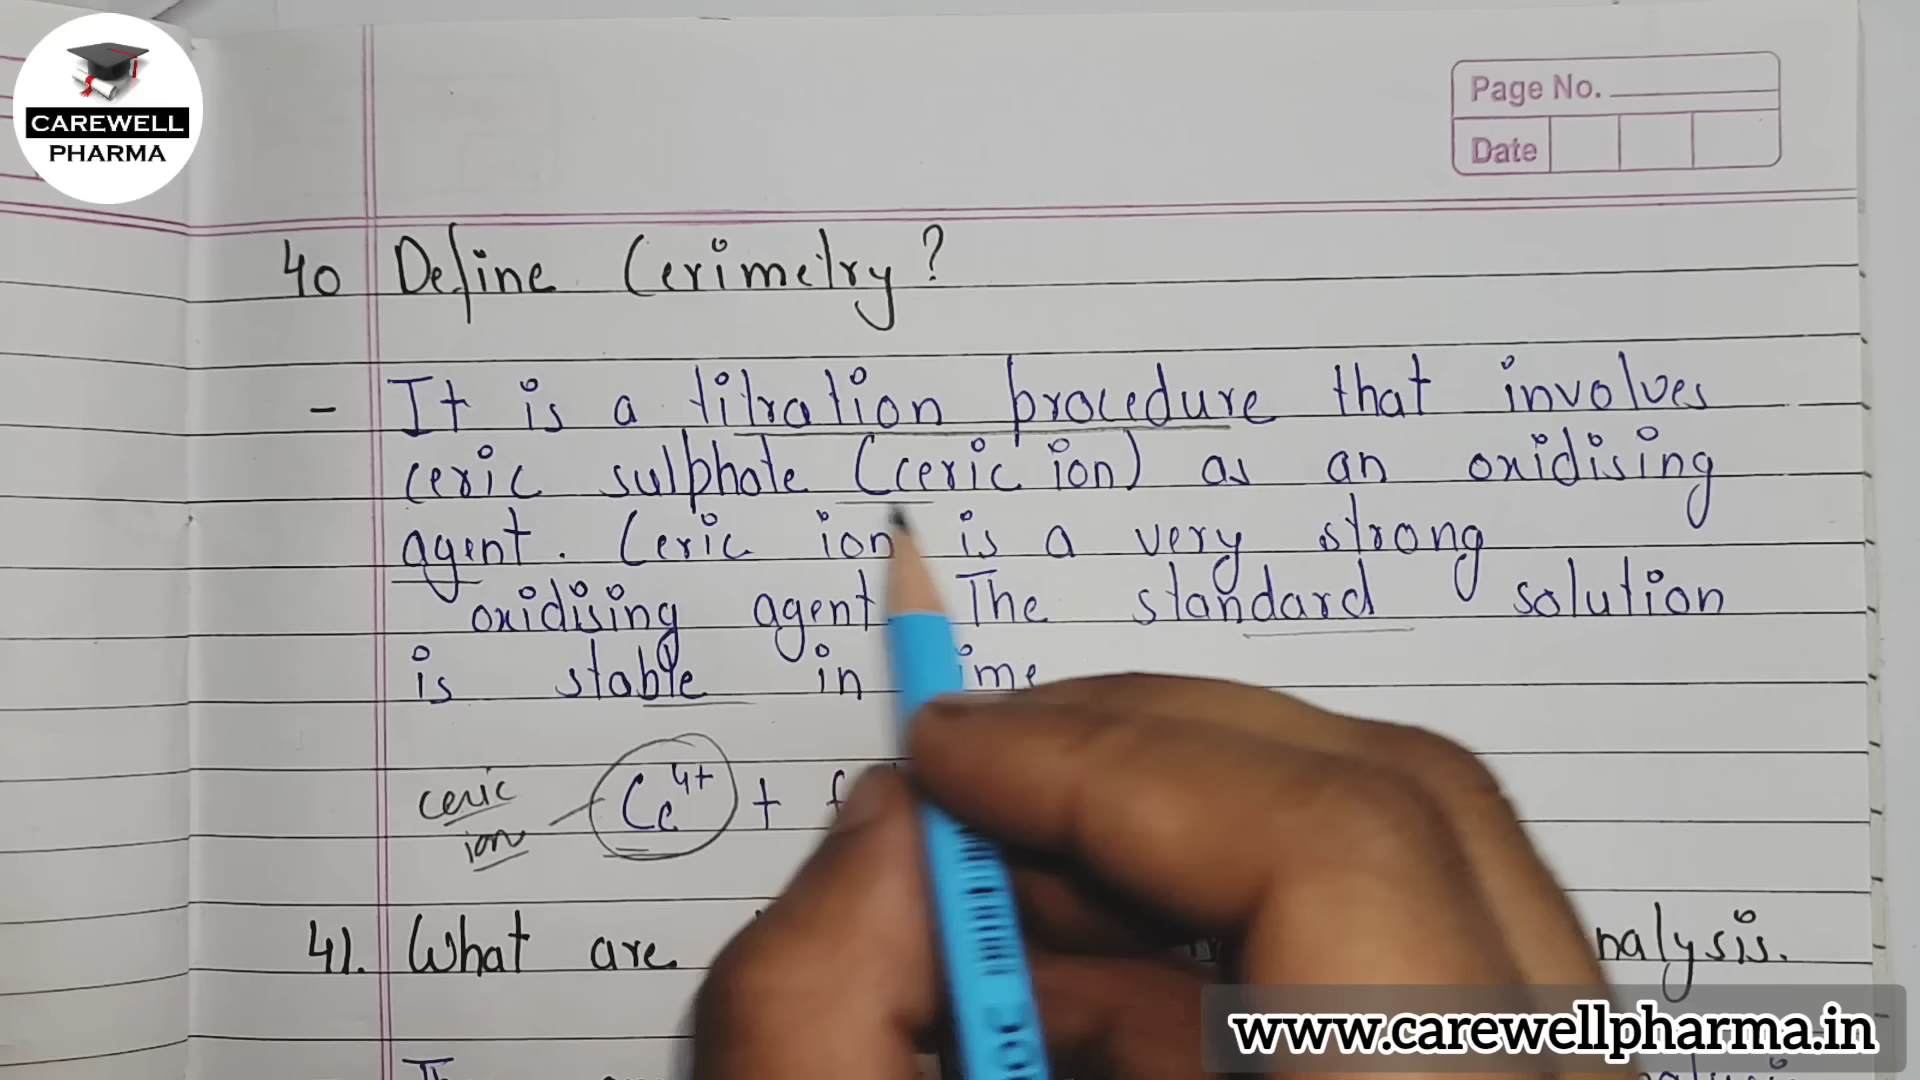 CAREWELL
PHARMA
Page No.
Date
40 Define Cerimetry?
- It is a titration procedure that involves
ceric sulphate (ceric ion) as an oxidising
agent. Ceric ion is a very strong
oxidising agent The standard solution
is stable in
ceric
ion
Ce4+ +
41. What are nalysis.
www.carewellpharma.in